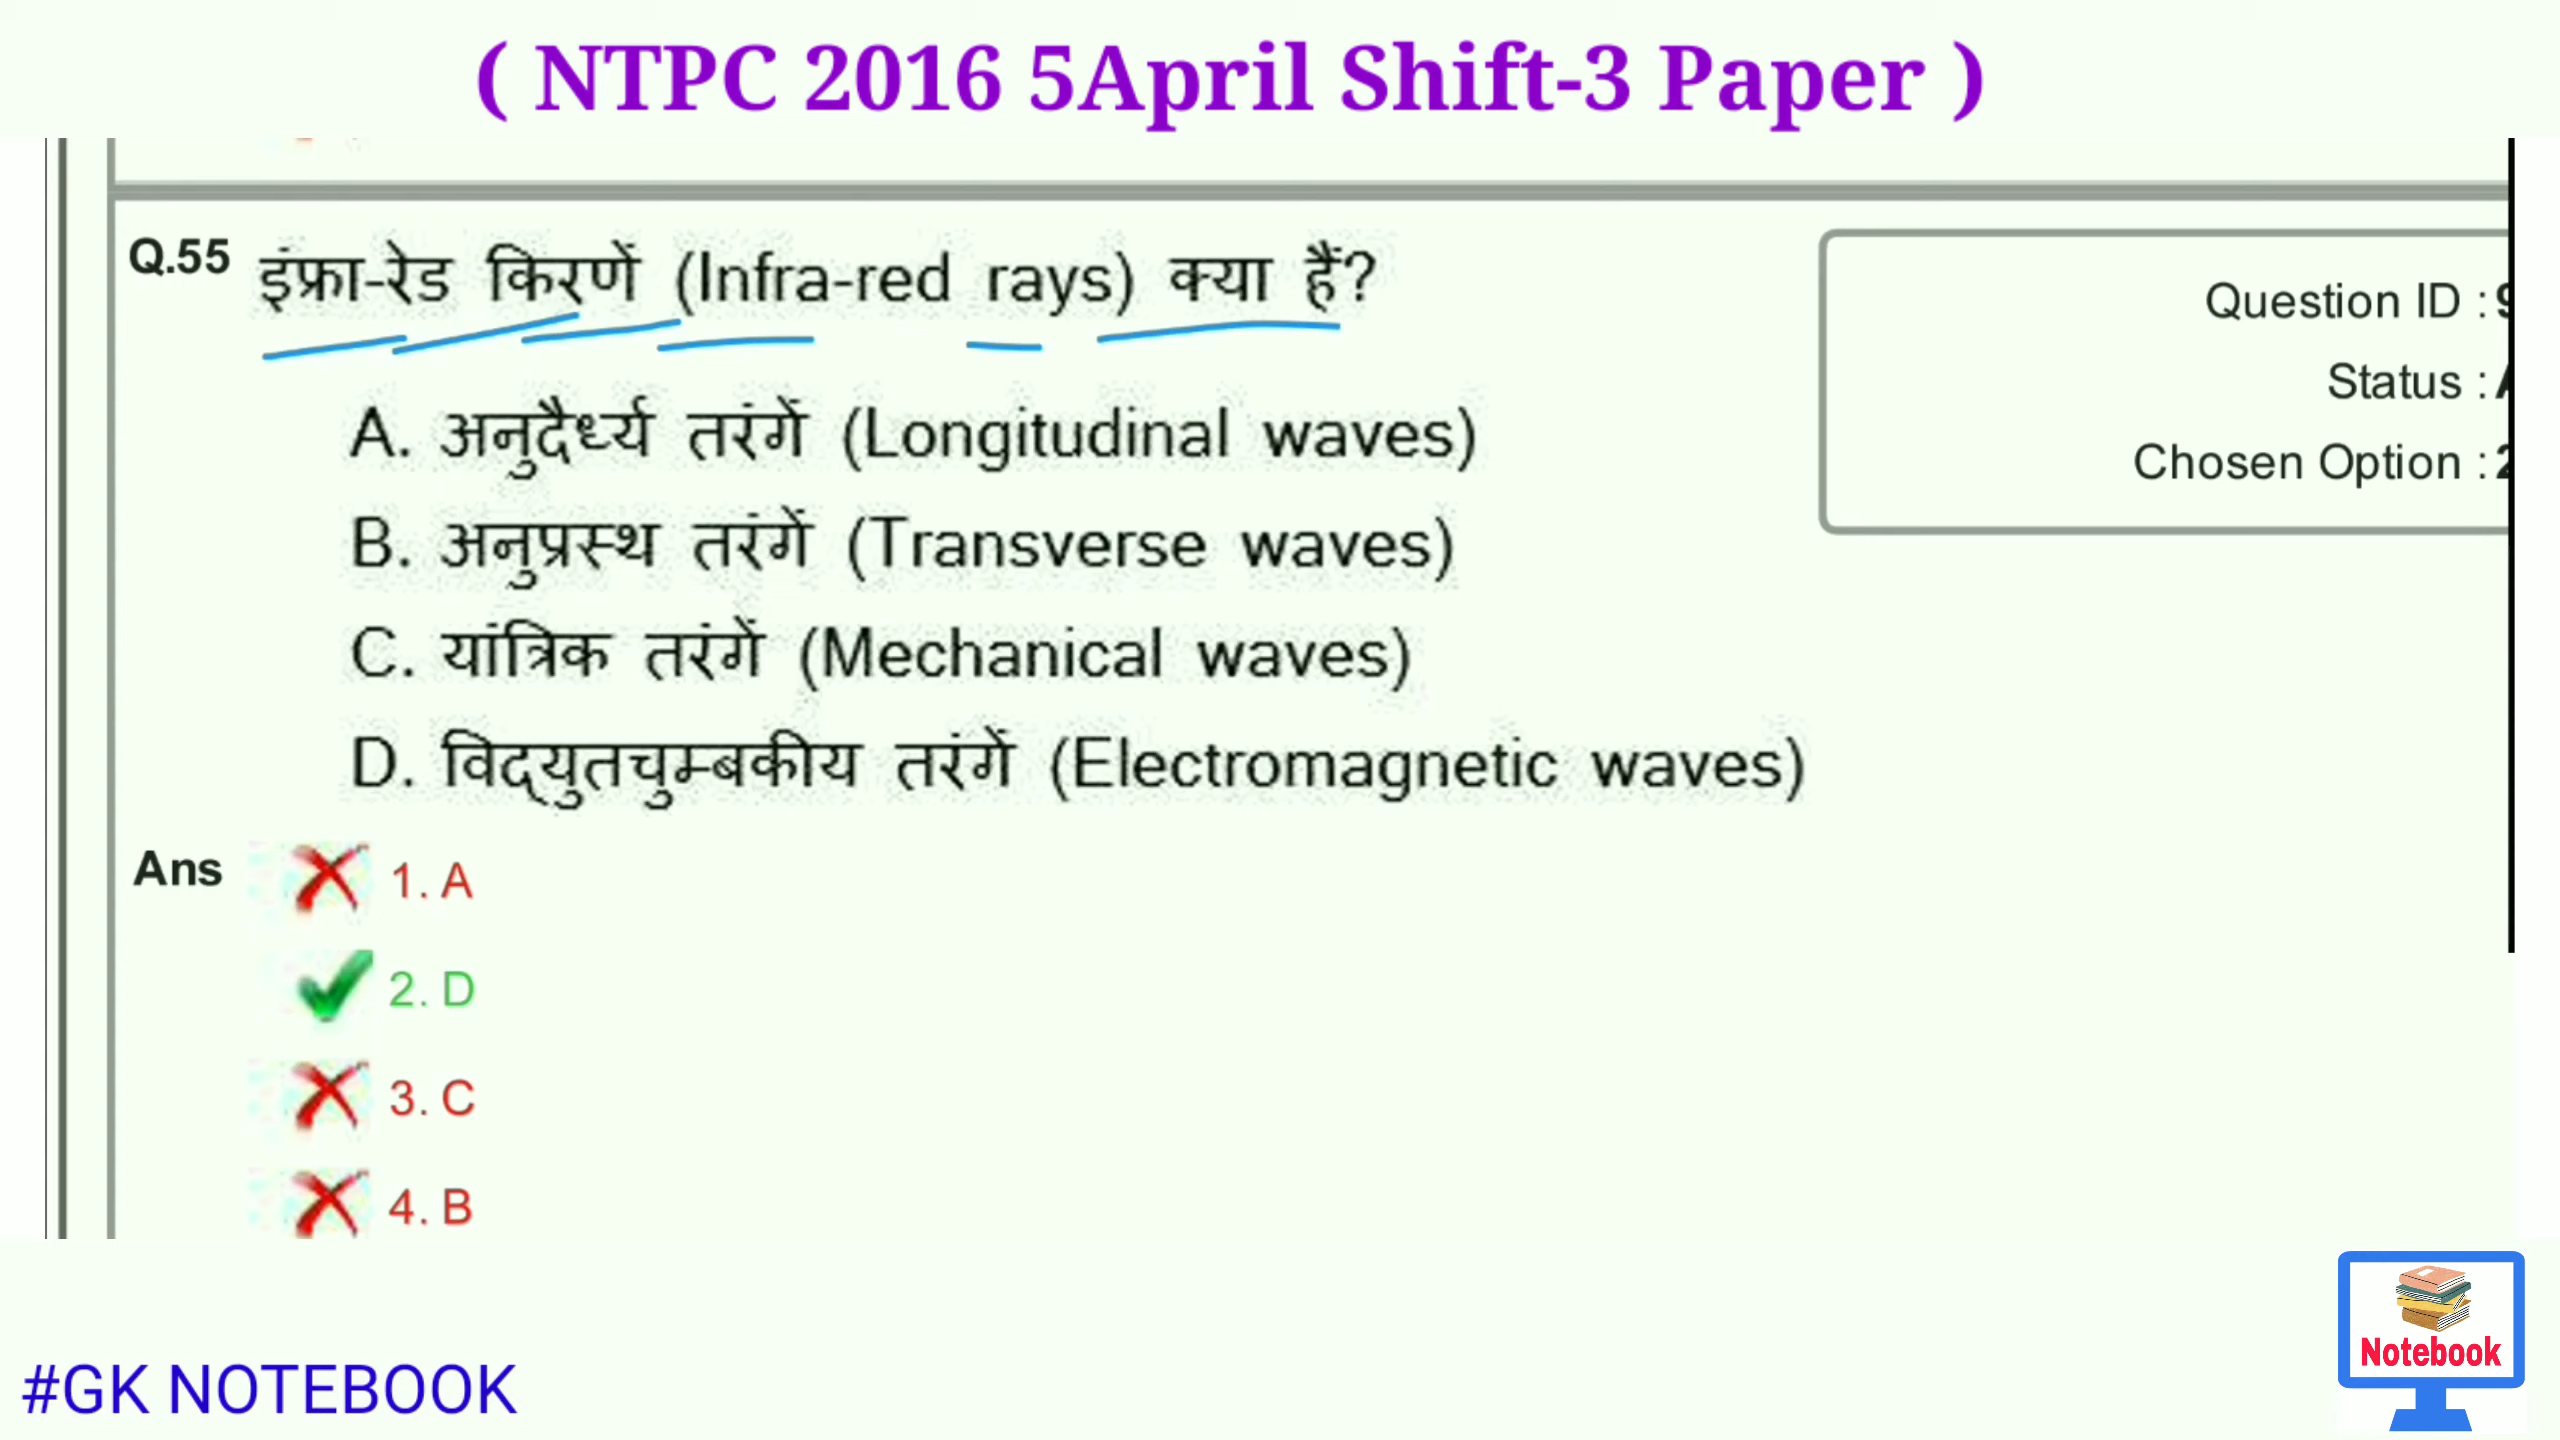 ( NTPC 2016 5April Shift-3 Paper )
Q.55 इंफ्रा-रेड किरणें (Infra-red rays) क्या हैं?
A. अनुदैर्ध्य तरंगें (Longitudinal waves)
B. अनुप्रस्थ तरंगें (Transverse waves)
C. यांत्रिक तरंगें (Mechanical waves)
D. विद्युतचुम्बकीय तरंगें (Electromagnetic waves)
Question ID :
Status :
Chosen Option : 2
Ans
1. A
2. D
3. C
4. B
#GK NOTEBOOK
Notebook